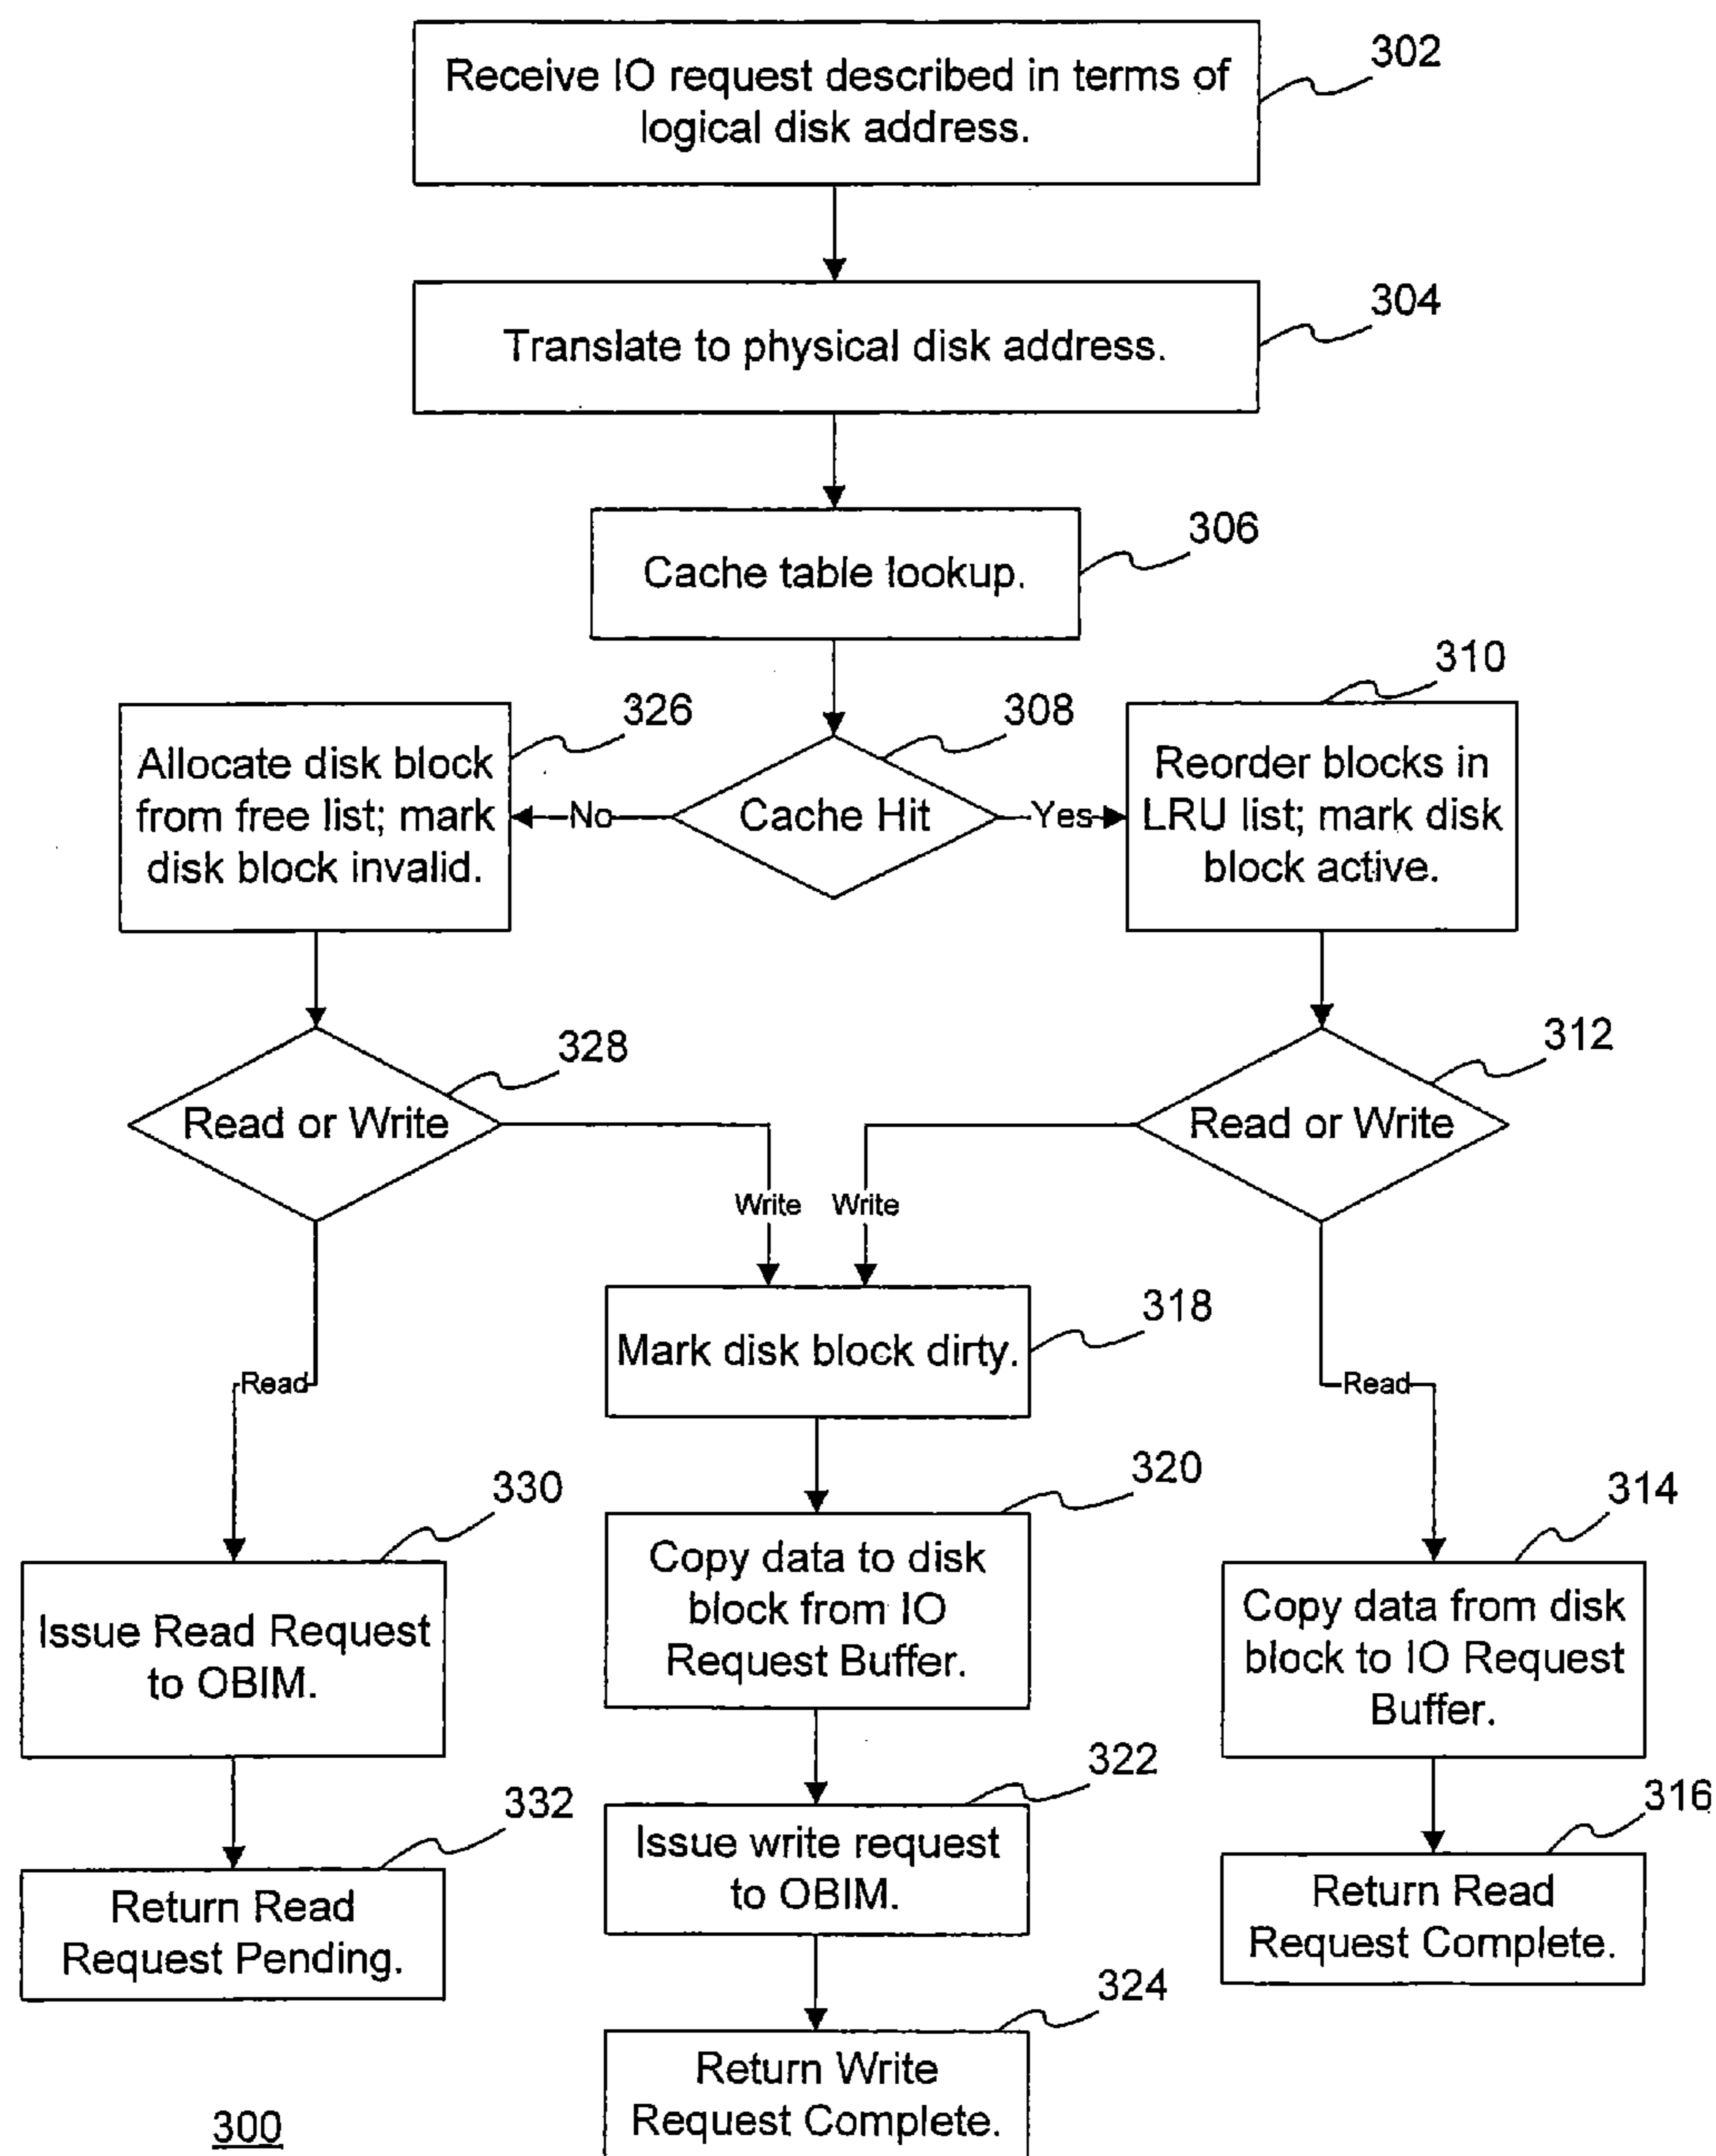 302
Receive IO request described in terms of
logical disk address.
304
Translate to physical disk address.
306
Cache table lookup.
310
326
308
Allocate disk block
from free list; mark
disk block invalid.
No
Cache Hit
Yes
Reorder blocks in
LRU list; mark disk
block active.
328
312
Read or Write
Read or Write
Write
Write
318
Mark disk block dirty.
Read
Read
330
320
314
Issue Read Request
to OBIM.
Copy data to disk
block from IO
Request Buffer.
Copy data from disk
block to IO Request
Buffer.
332
322
316
Return Read
Request Pending.
Issue write request
to OBIM.
Return Read
Request Complete.
324
Return Write
Request Complete.
300